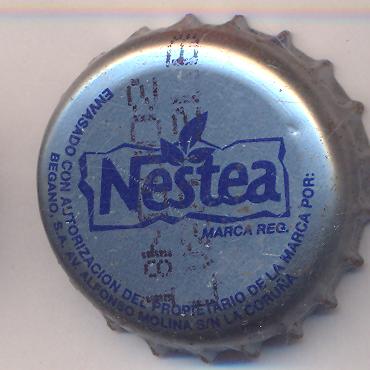 Nestea
MARCA REG.
ENVASADO CON AUTORIZACION DEL PROPIETARIO DE LA MARCA POR:
BEGANO, S.A. AV. ALFONSO MOLINA S/N LA CORUÑA